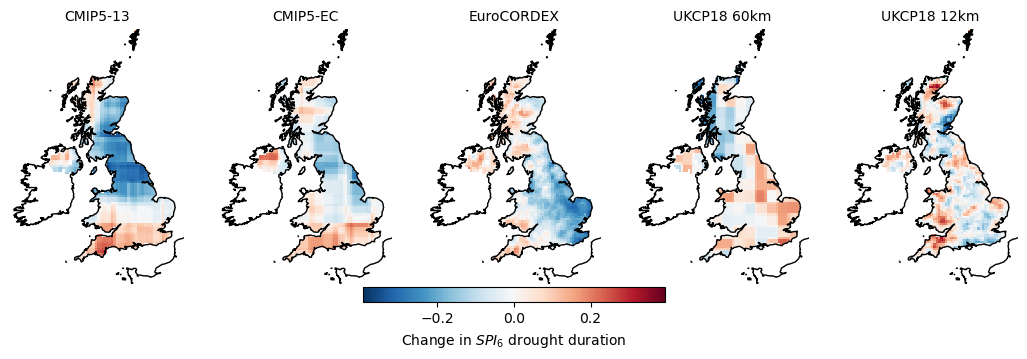 CMIP5-13
CMIP5-EC
EuroCORDEX
UKCP18 60km
UKCP18 12km
−0.2
0.0
0.2
Change in SPI₆ drought duration